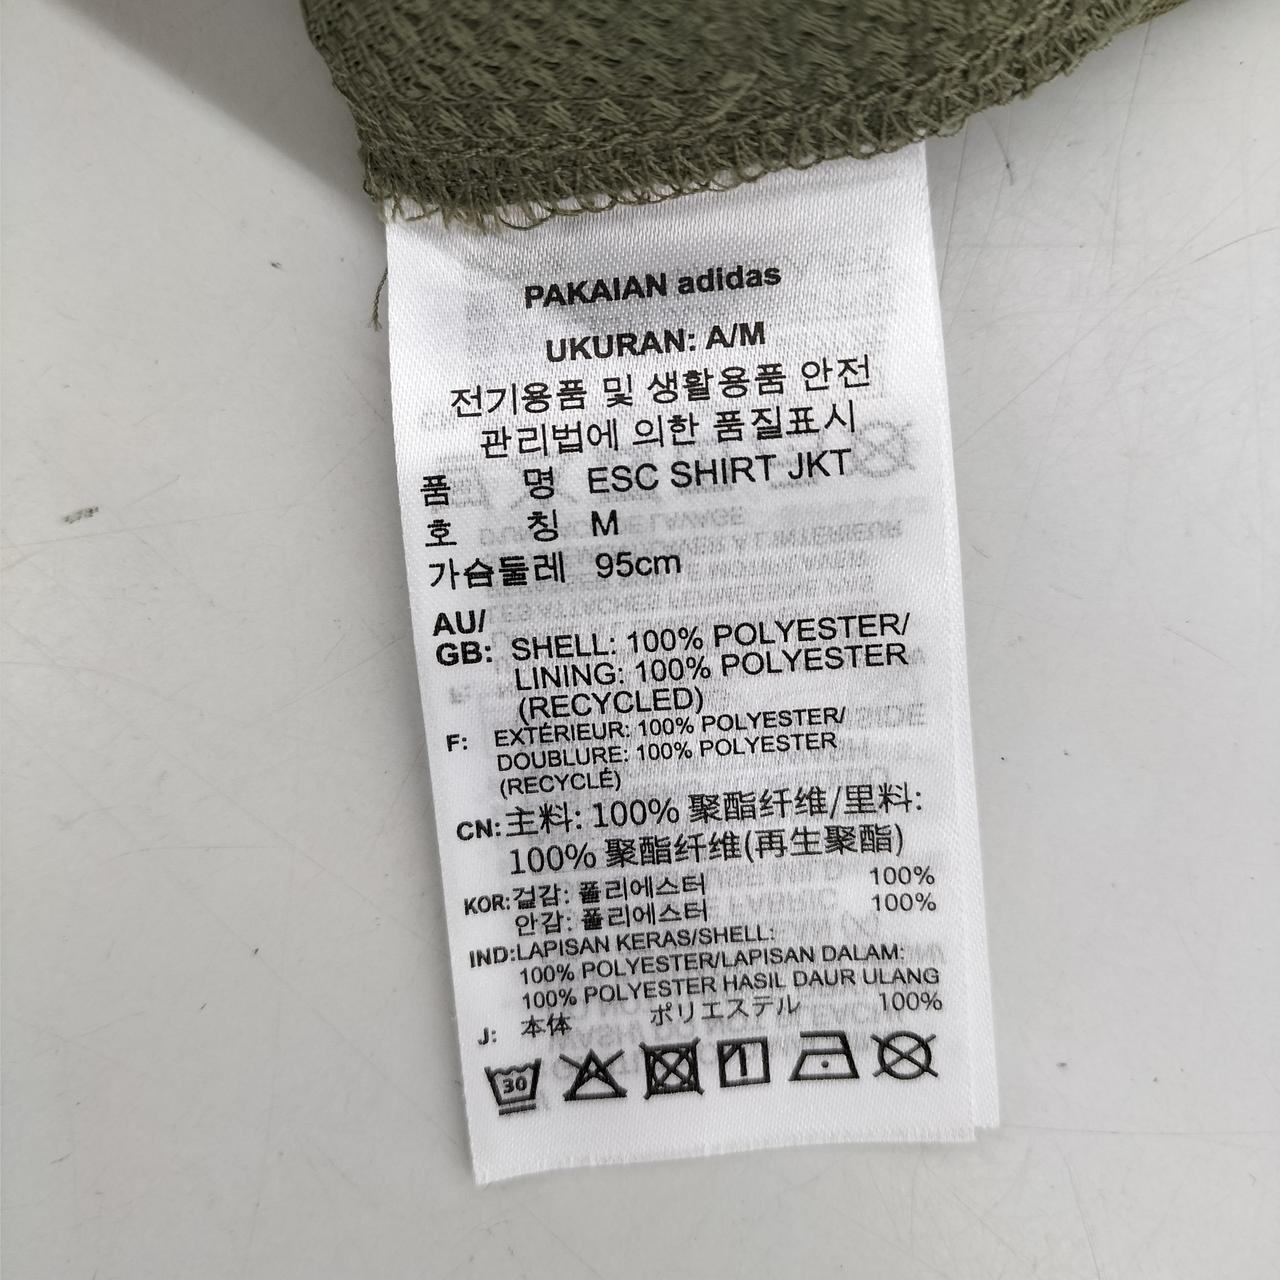 PAKAIAN adidas
UKURAN: A/M
전기용품 및 생활용품 안전
관리법에 의한 품질표시
품 명 ESC SHIRT JKT
호 칭 M
가슴둘레 95cm
AU/
GB: SHELL: 100% POLYESTER/
LINING: 100% POLYESTER
(RECYCLED)
F: EXTÉRIEUR: 100% POLYESTER/
DOUBLURE: 100% POLYESTER
(RECYCLÉ)
CN: 主料: 100% 聚酯纤维/里料:
100% 聚酯纤维(再生聚酯)
KOR: 겉감: 폴리에스터 100%
안감: 폴리에스터 100%
IND: LAPISAN KERAS/SHELL:
100% POLYESTER/LAPISAN DALAM:
100% POLYESTER HASIL DAUR ULANG
J: 本体 ポリエステル 100%
30